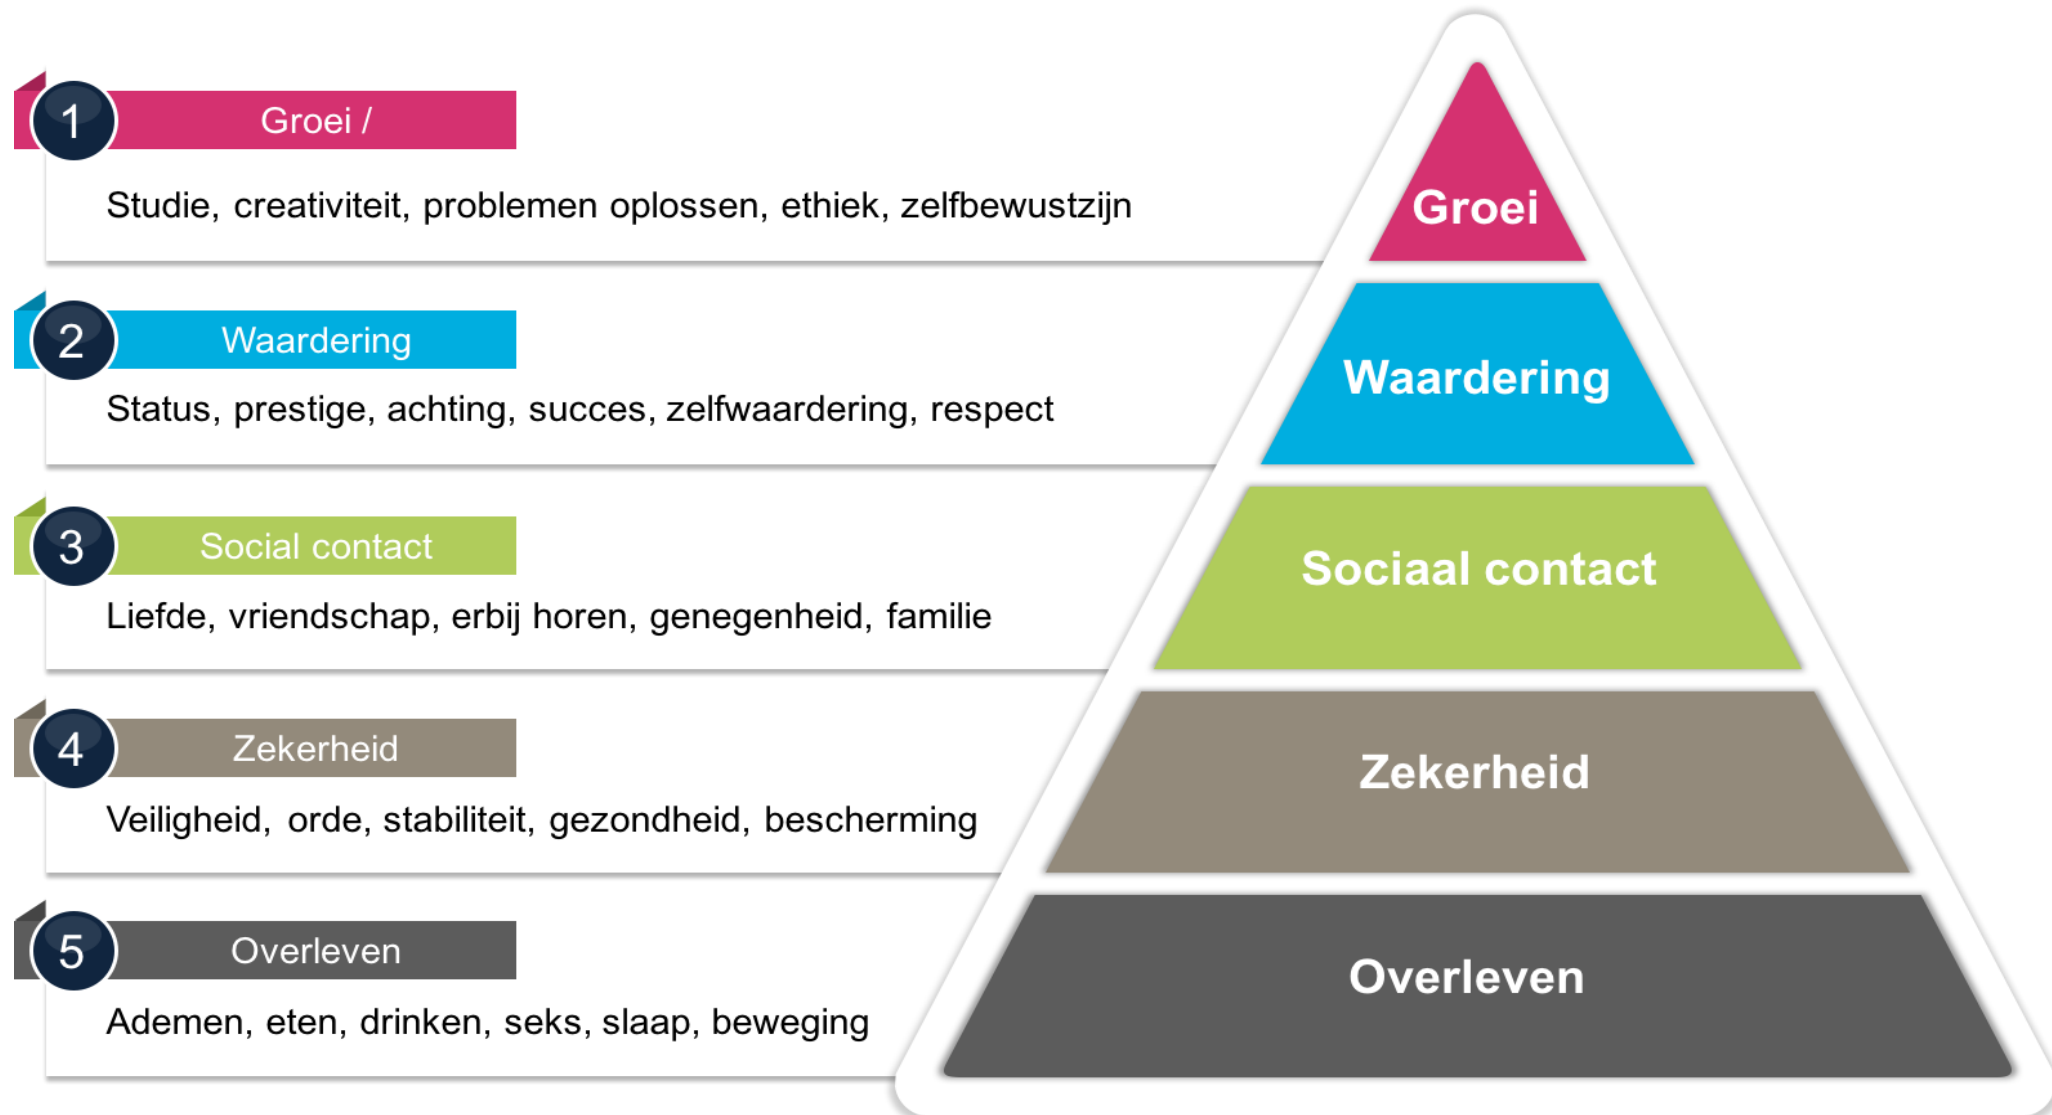 1
Groei /
Studie, creativiteit, problemen oplossen, ethiek, zelfbewustzijn
Groei
2
Waardering
Status, prestige, achting, succes, zelfwaardering, respect
Waardering
3
Social contact
Liefde, vriendschap, erbij horen, genegenheid, familie
Sociaal contact
4
Zekerheid
Veiligheid, orde, stabiliteit, gezondheid, bescherming
Zekerheid
5
Overleven
Ademen, eten, drinken, seks, slaap, beweging
Overleven